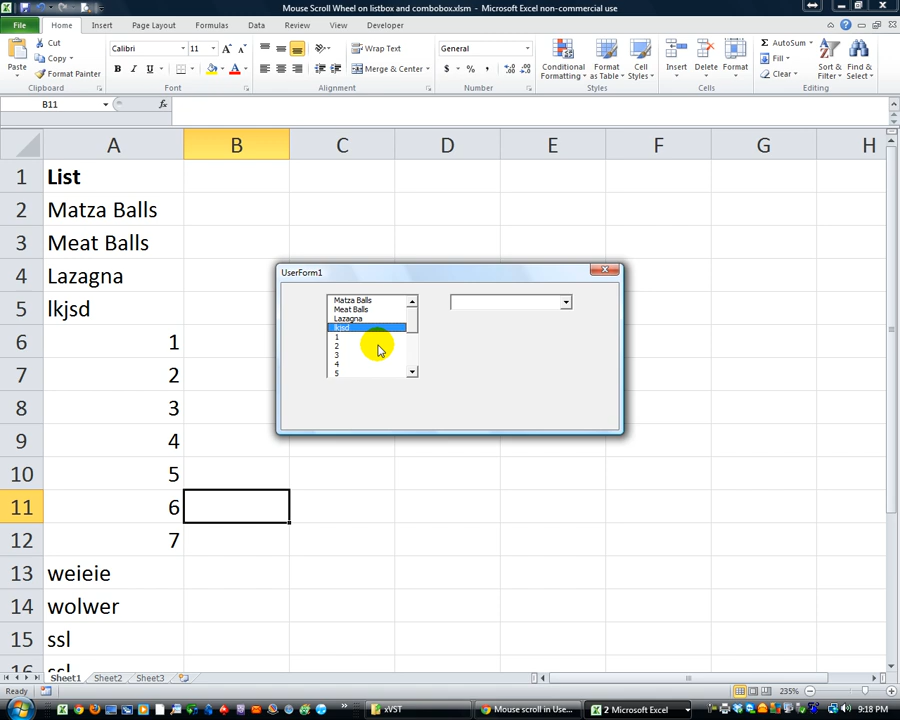 Mouse Scroll Wheel on listbox and combobox.xlsm - Microsoft Excel non-commercial use
File Home Insert Page Layout Formulas Data Review View Developer
Paste
Cut
Copy
Format Painter
Clipboard
Calibri 11
B I U
Font
Wrap Text
Merge & Center
Alignment
General
$ % ,
Number
Conditional Formatting
Format as Table
Cell Styles
Styles
Insert
Delete
Format
Cells
AutoSum
Fill
Clear
Sort & Filter
Find & Select
Editing
B11 fx
A B C D E F G H
1 List
2 Matza Balls
3 Meat Balls
4 Lazagna
5 lkjsd
6 1
7 2
8 3
9 4
10 5
11 6
12 7
13 weieie
14 wolwer
15 ssl
16 ssl
UserForm1
Matza Balls
Meat Balls
Lazagna
lkjsd
1
2
3
4
5
Sheet1 Sheet2 Sheet3
Ready
235%
xVST
Mouse scroll in Use...
2 Microsoft Excel
9:18 PM